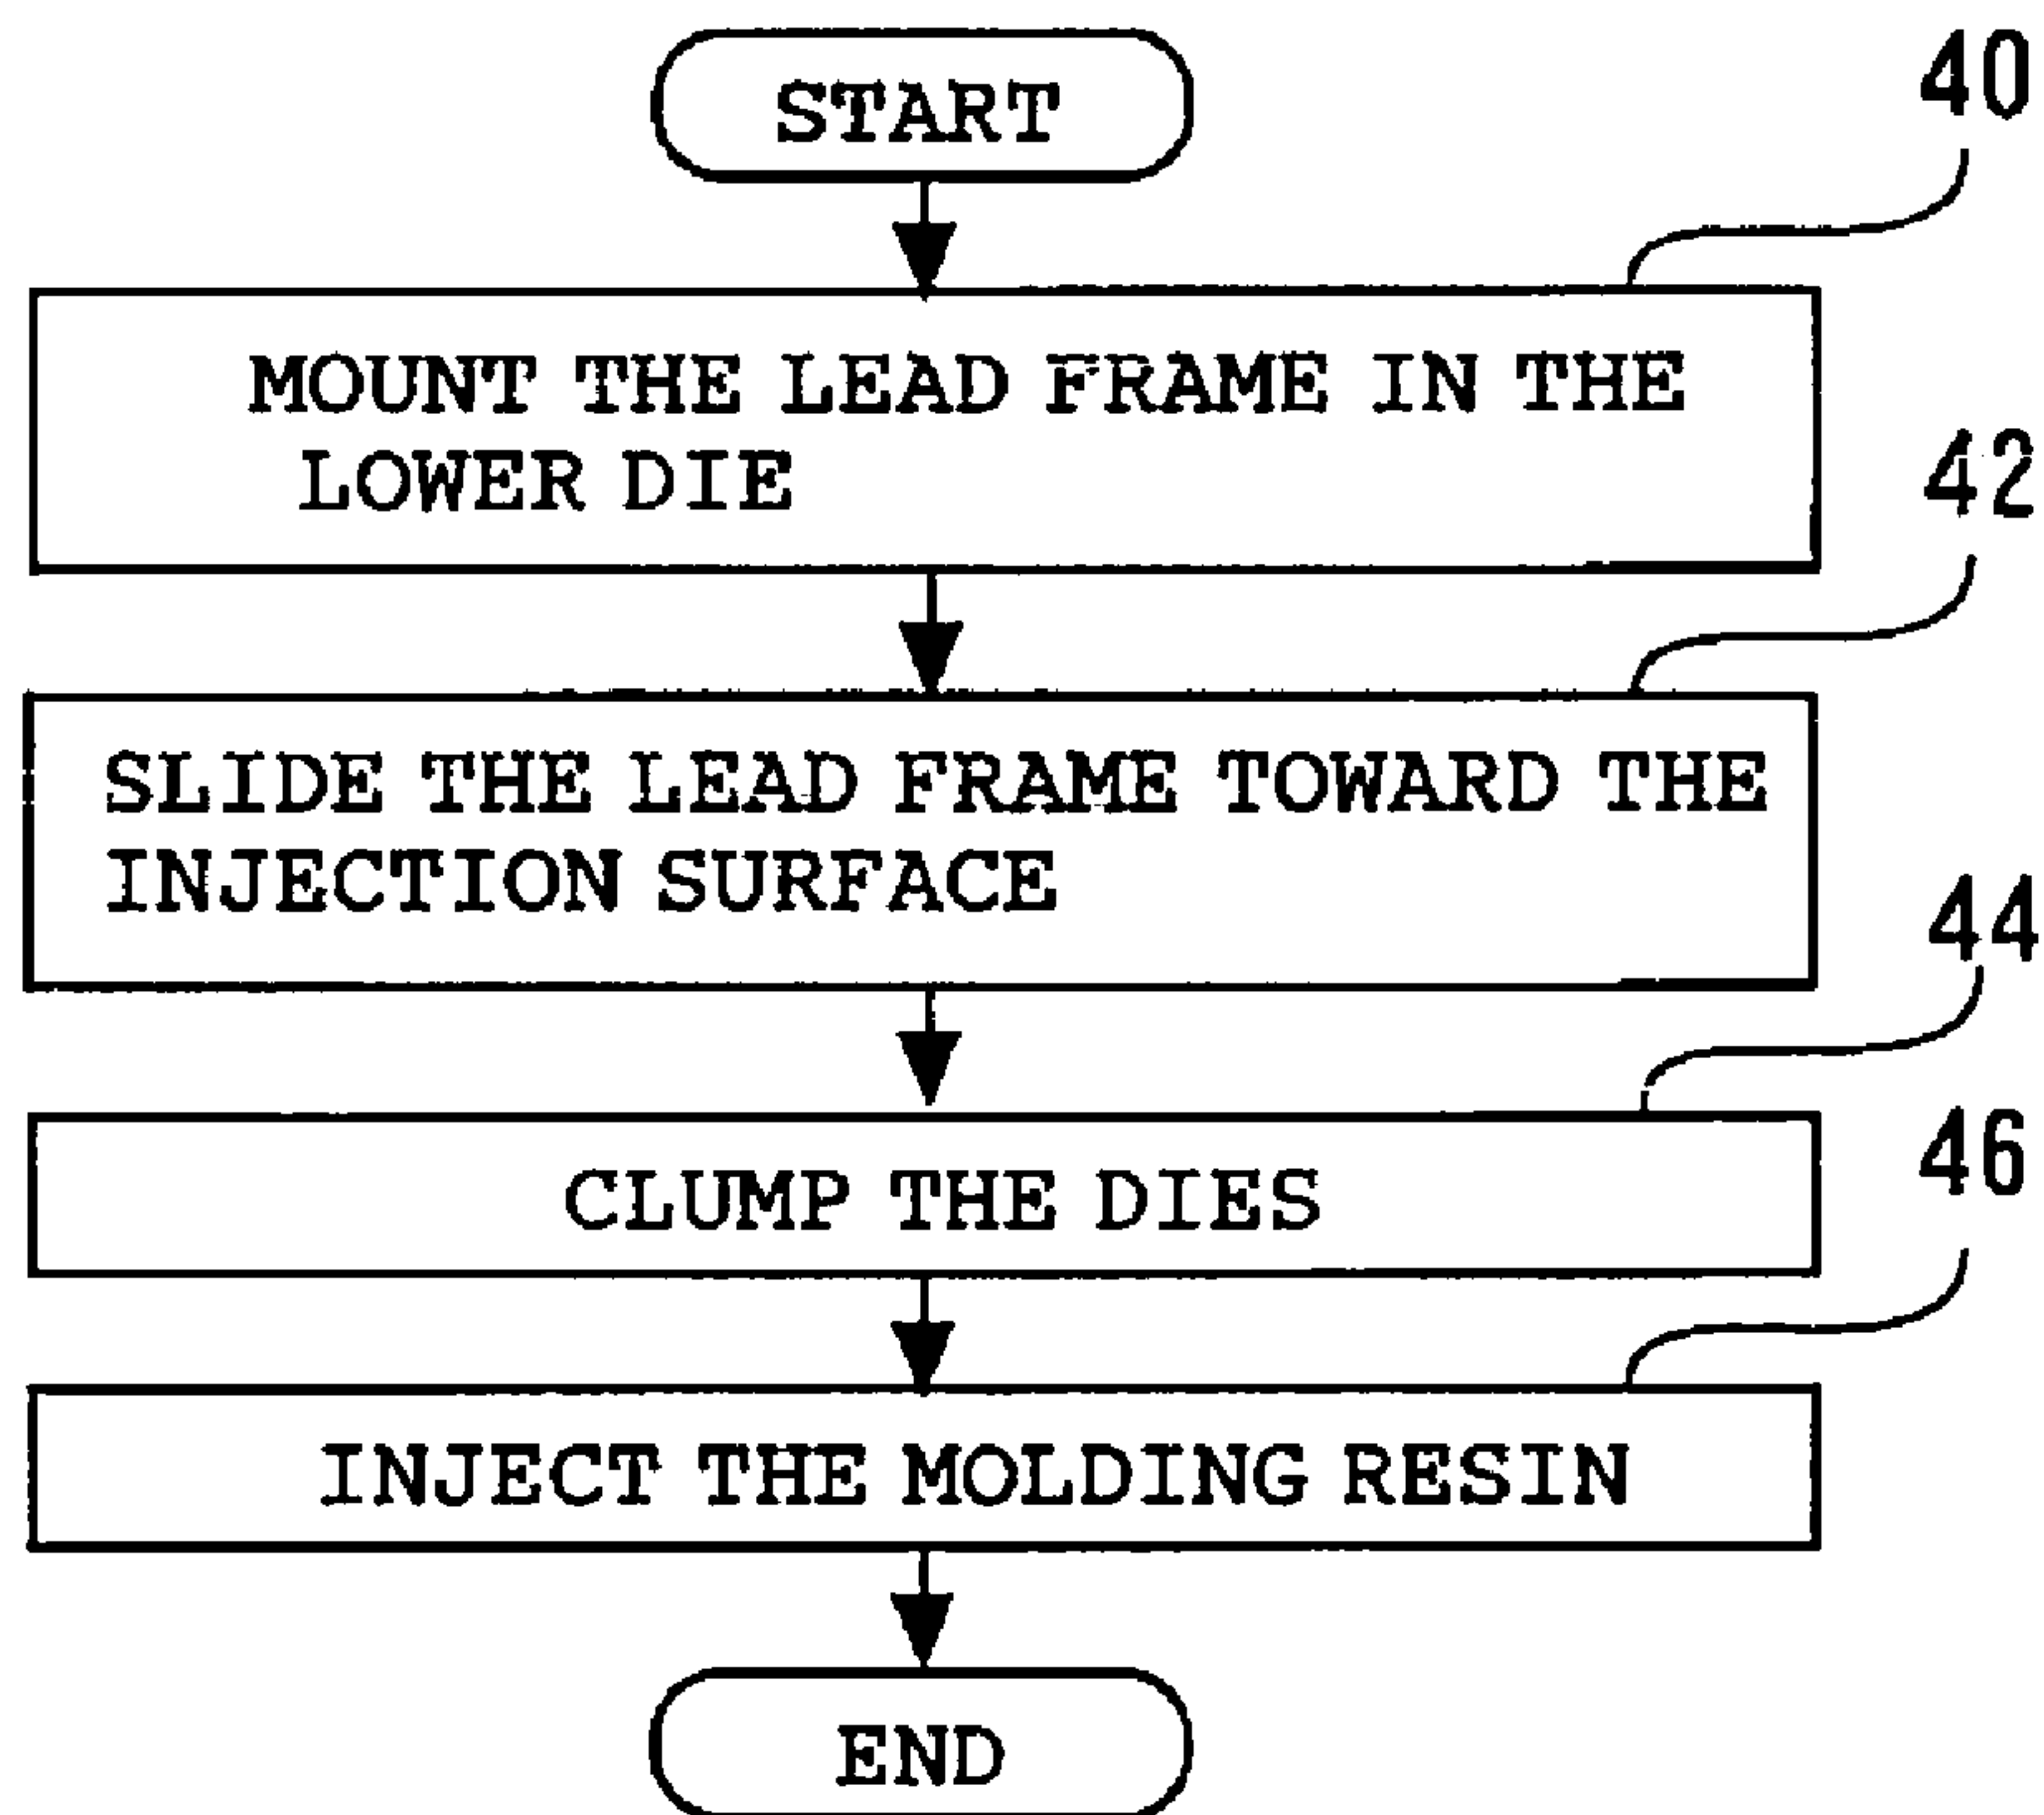 START
40
MOUNT THE LEAD FRAME IN THE
LOWER DIE
42
SLIDE THE LEAD FRAME TOWARD THE
INJECTION SURFACE
44
CLUMP THE DIES
46
INJECT THE MOLDING RESIN
END